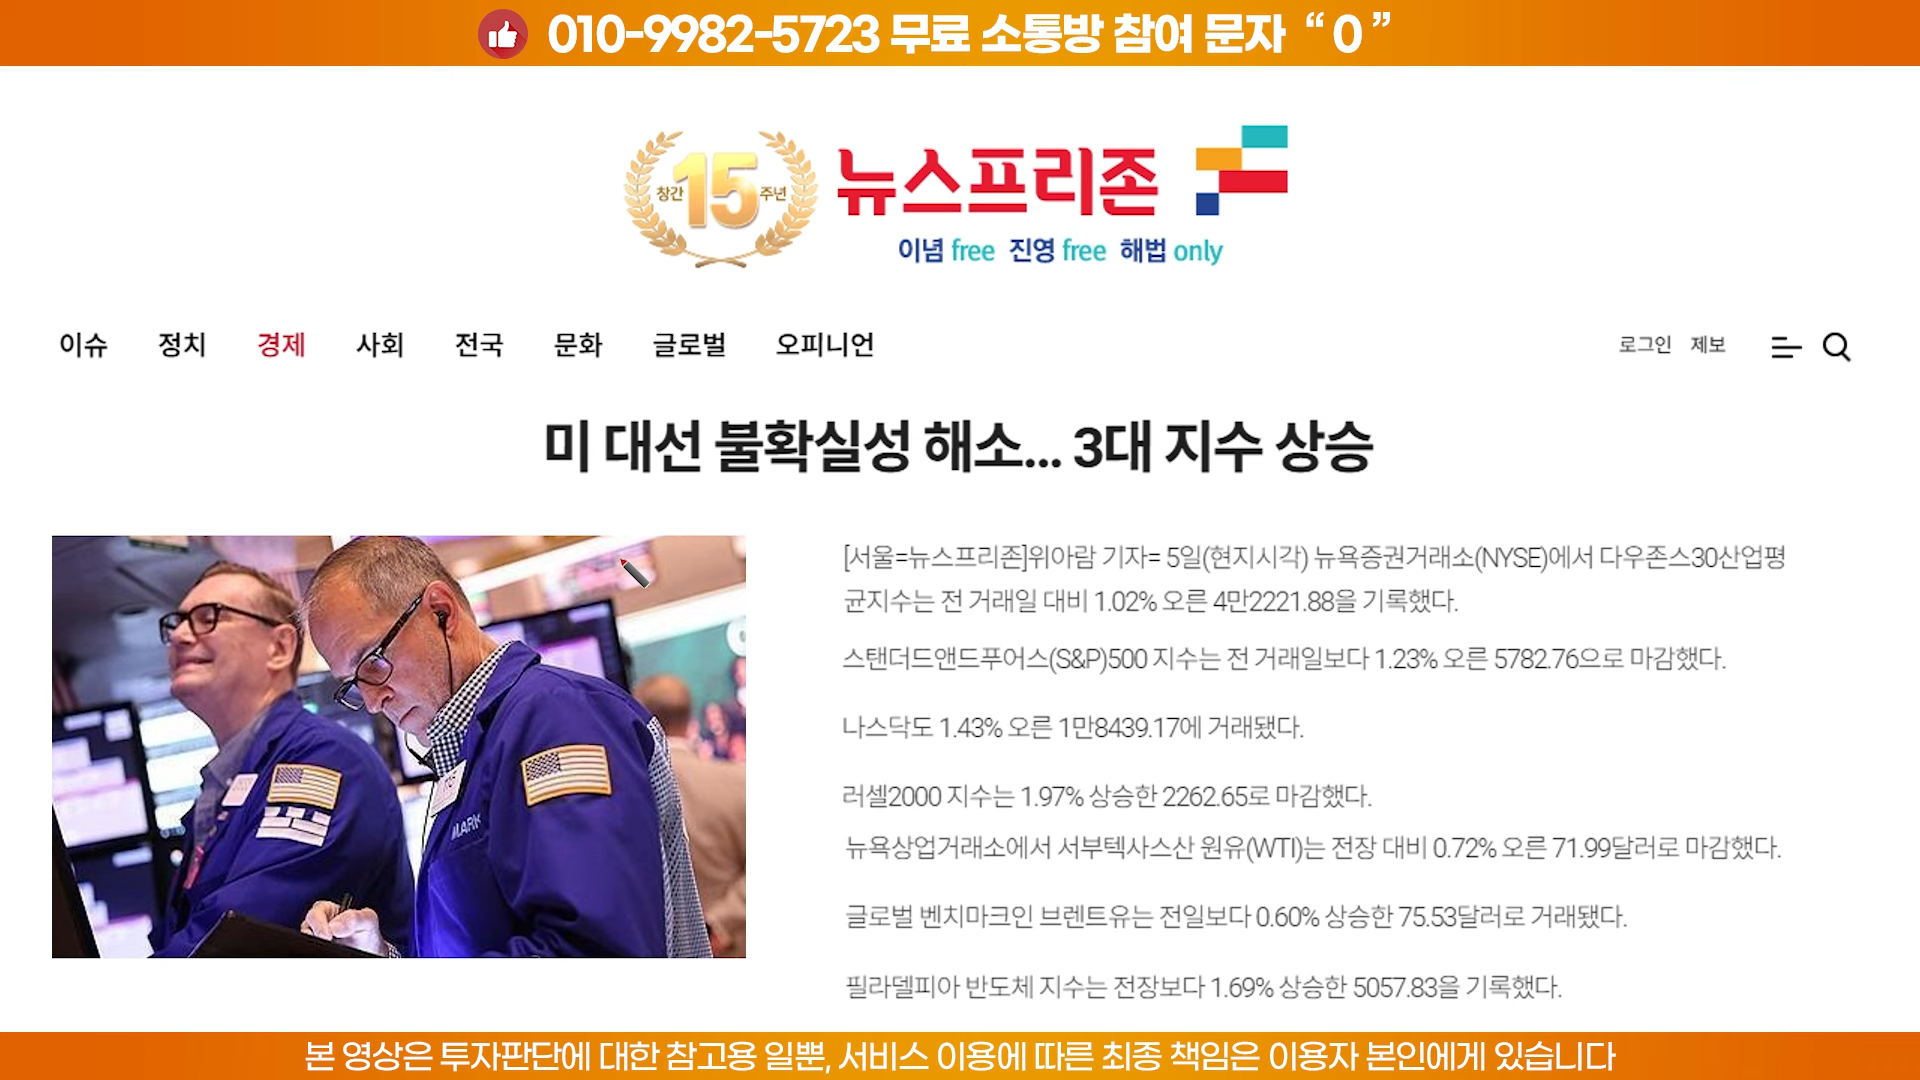 010-9982-5723 무료 소통방 참여 문자 “ 0 ”
창간 15 주년
뉴스프리존
이념 free 진영 free 해법 only
이슈 정치 경제 사회 전국 문화 글로벌 오피니언 로그인 제보
미 대선 불확실성 해소... 3대 지수 상승
[서울=뉴스프리존]위아람 기자= 5일(현지시각) 뉴욕증권거래소(NYSE)에서 다우존스30산업평
균지수는 전 거래일 대비 1.02% 오른 4만2221.88을 기록했다.
스탠더드앤드푸어스(S&P)500 지수는 전 거래일보다 1.23% 오른 5782.76으로 마감했다.
나스닥도 1.43% 오른 1만8439.17에 거래됐다.
러셀2000 지수는 1.97% 상승한 2262.65로 마감했다.
뉴욕상업거래소에서 서부텍사스산 원유(WTI)는 전장 대비 0.72% 오른 71.99달러로 마감했다.
글로벌 벤치마크인 브렌트유는 전일보다 0.60% 상승한 75.53달러로 거래됐다.
필라델피아 반도체 지수는 전장보다 1.69% 상승한 5057.83을 기록했다.
MARK
본 영상은 투자판단에 대한 참고용 일뿐, 서비스 이용에 따른 최종 책임은 이용자 본인에게 있습니다